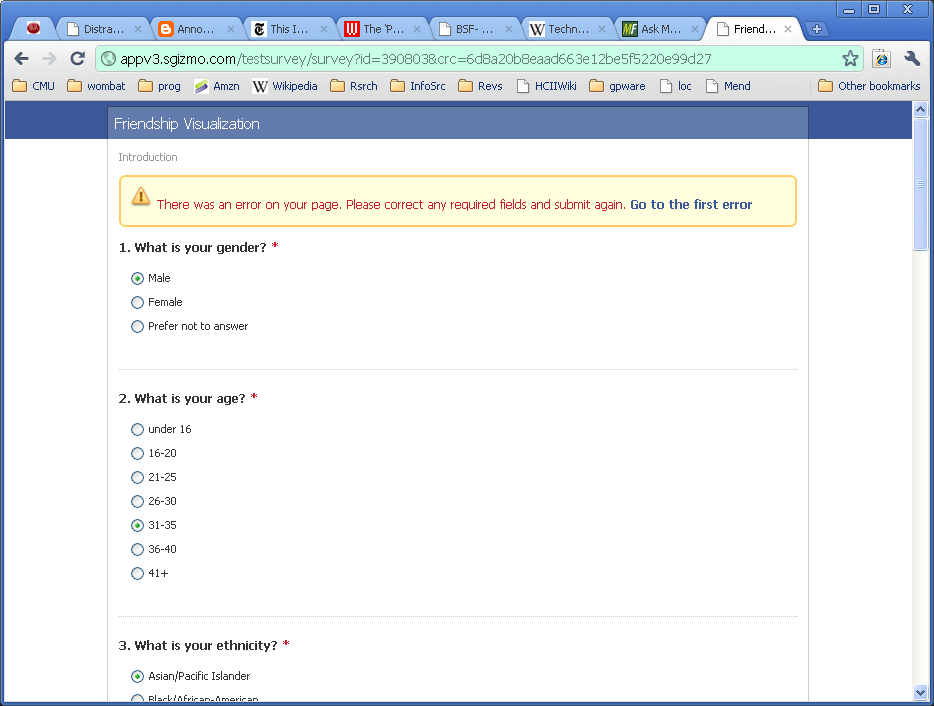 Distra...
Anno...
This I...
The 'P...
BSF- ...
Techn...
Ask M...
Friend...
appv3.sgizmo.com/testsurvey/survey?id=390803&crc=6d8a20b8eaad663e12be5f5220e99d27
CMU wombat prog Amzn Wikipedia Rsrch InfoSrc Revs HCIIWiki gpware loc Mend Other bookmarks
Friendship Visualization
Introduction
There was an error on your page. Please correct any required fields and submit again. Go to the first error
1. What is your gender? *
Male
Female
Prefer not to answer
2. What is your age? *
under 16
16-20
21-25
26-30
31-35
36-40
41+
3. What is your ethnicity? *
Asian/Pacific Islander
Black/African-American